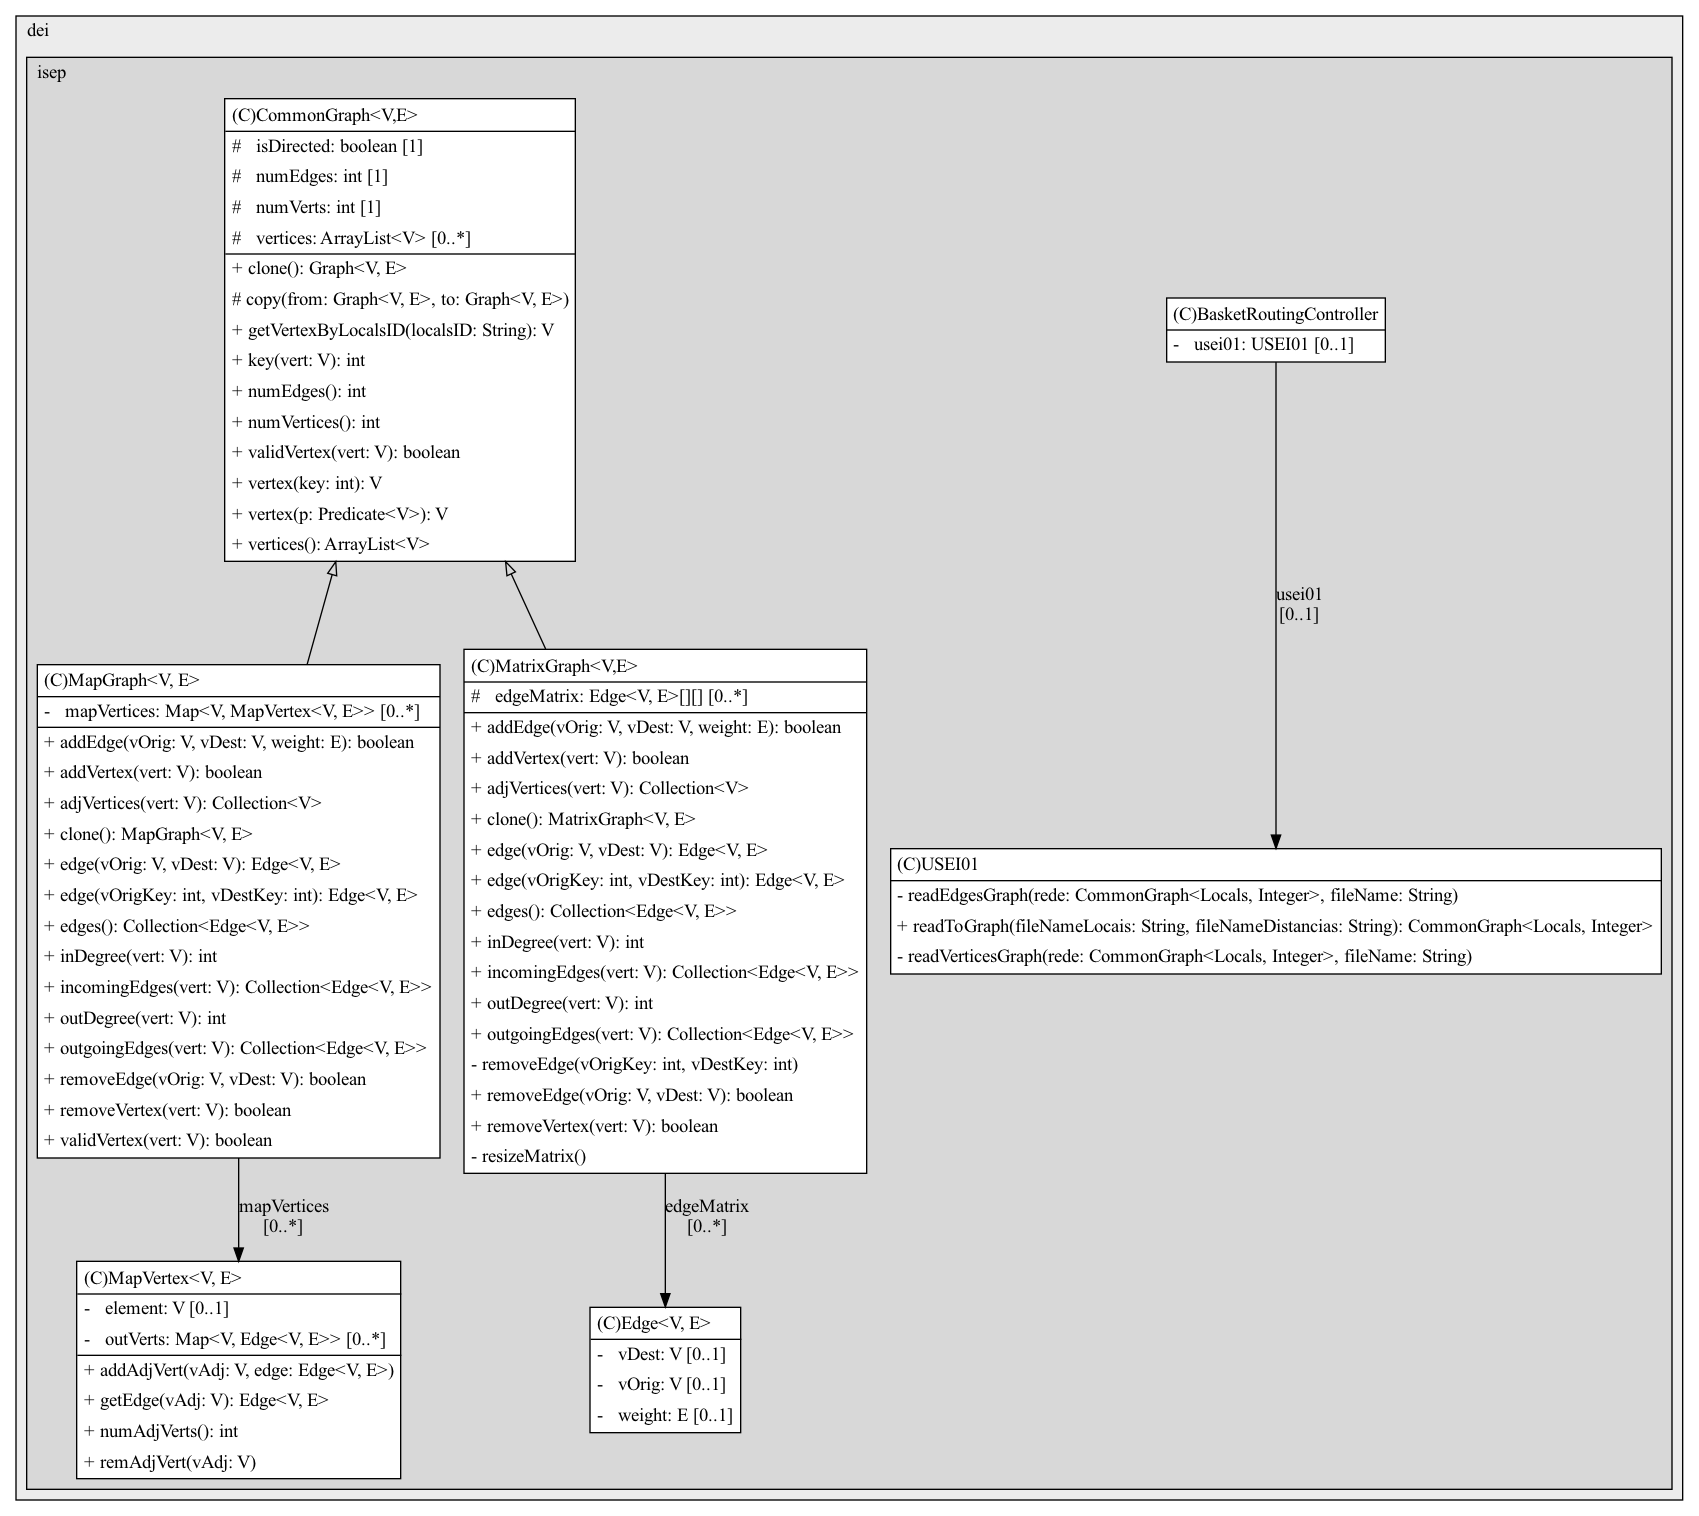 dei
isep
(C)CommonGraph<V,E>
# isDirected: boolean [1]
# numEdges: int [1]
# numVerts: int [1]
# vertices: ArrayList<V> [0..*]
+ clone(): Graph<V, E>
# copy(from: Graph<V, E>, to: Graph<V, E>)
+ getVertexByLocalsID(localsID: String): V
+ key(vert: V): int
+ numEdges(): int
+ numVertices(): int
+ validVertex(vert: V): boolean
+ vertex(key: int): V
+ vertex(p: Predicate<V>): V
+ vertices(): ArrayList<V>
(C)BasketRoutingController
- usei01: USEI01 [0..1]
usei01
[0..1]
(C)MapGraph<V, E>
- mapVertices: Map<V, MapVertex<V, E>> [0..*]
+ addEdge(vOrig: V, vDest: V, weight: E): boolean
+ addVertex(vert: V): boolean
+ adjVertices(vert: V): Collection<V>
+ clone(): MapGraph<V, E>
+ edge(vOrig: V, vDest: V): Edge<V, E>
+ edge(vOrigKey: int, vDestKey: int): Edge<V, E>
+ edges(): Collection<Edge<V, E>>
+ inDegree(vert: V): int
+ incomingEdges(vert: V): Collection<Edge<V, E>>
+ outDegree(vert: V): int
+ outgoingEdges(vert: V): Collection<Edge<V, E>>
+ removeEdge(vOrig: V, vDest: V): boolean
+ removeVertex(vert: V): boolean
+ validVertex(vert: V): boolean
(C)MatrixGraph<V,E>
# edgeMatrix: Edge<V, E>[][] [0..*]
+ addEdge(vOrig: V, vDest: V, weight: E): boolean
+ addVertex(vert: V): boolean
+ adjVertices(vert: V): Collection<V>
+ clone(): MatrixGraph<V, E>
+ edge(vOrig: V, vDest: V): Edge<V, E>
+ edge(vOrigKey: int, vDestKey: int): Edge<V, E>
+ edges(): Collection<Edge<V, E>>
+ inDegree(vert: V): int
+ incomingEdges(vert: V): Collection<Edge<V, E>>
+ outDegree(vert: V): int
+ outgoingEdges(vert: V): Collection<Edge<V, E>>
- removeEdge(vOrigKey: int, vDestKey: int)
+ removeEdge(vOrig: V, vDest: V): boolean
+ removeVertex(vert: V): boolean
- resizeMatrix()
(C)USEI01
- readEdgesGraph(rede: CommonGraph<Locals, Integer>, fileName: String)
+ readToGraph(fileNameLocais: String, fileNameDistancias: String): CommonGraph<Locals, Integer>
- readVerticesGraph(rede: CommonGraph<Locals, Integer>, fileName: String)
mapVertices
[0..*]
edgeMatrix
[0..*]
(C)MapVertex<V, E>
- element: V [0..1]
- outVerts: Map<V, Edge<V, E>> [0..*]
+ addAdjVert(vAdj: V, edge: Edge<V, E>)
+ getEdge(vAdj: V): Edge<V, E>
+ numAdjVerts(): int
+ remAdjVert(vAdj: V)
(C)Edge<V, E>
- vDest: V [0..1]
- vOrig: V [0..1]
- weight: E [0..1]